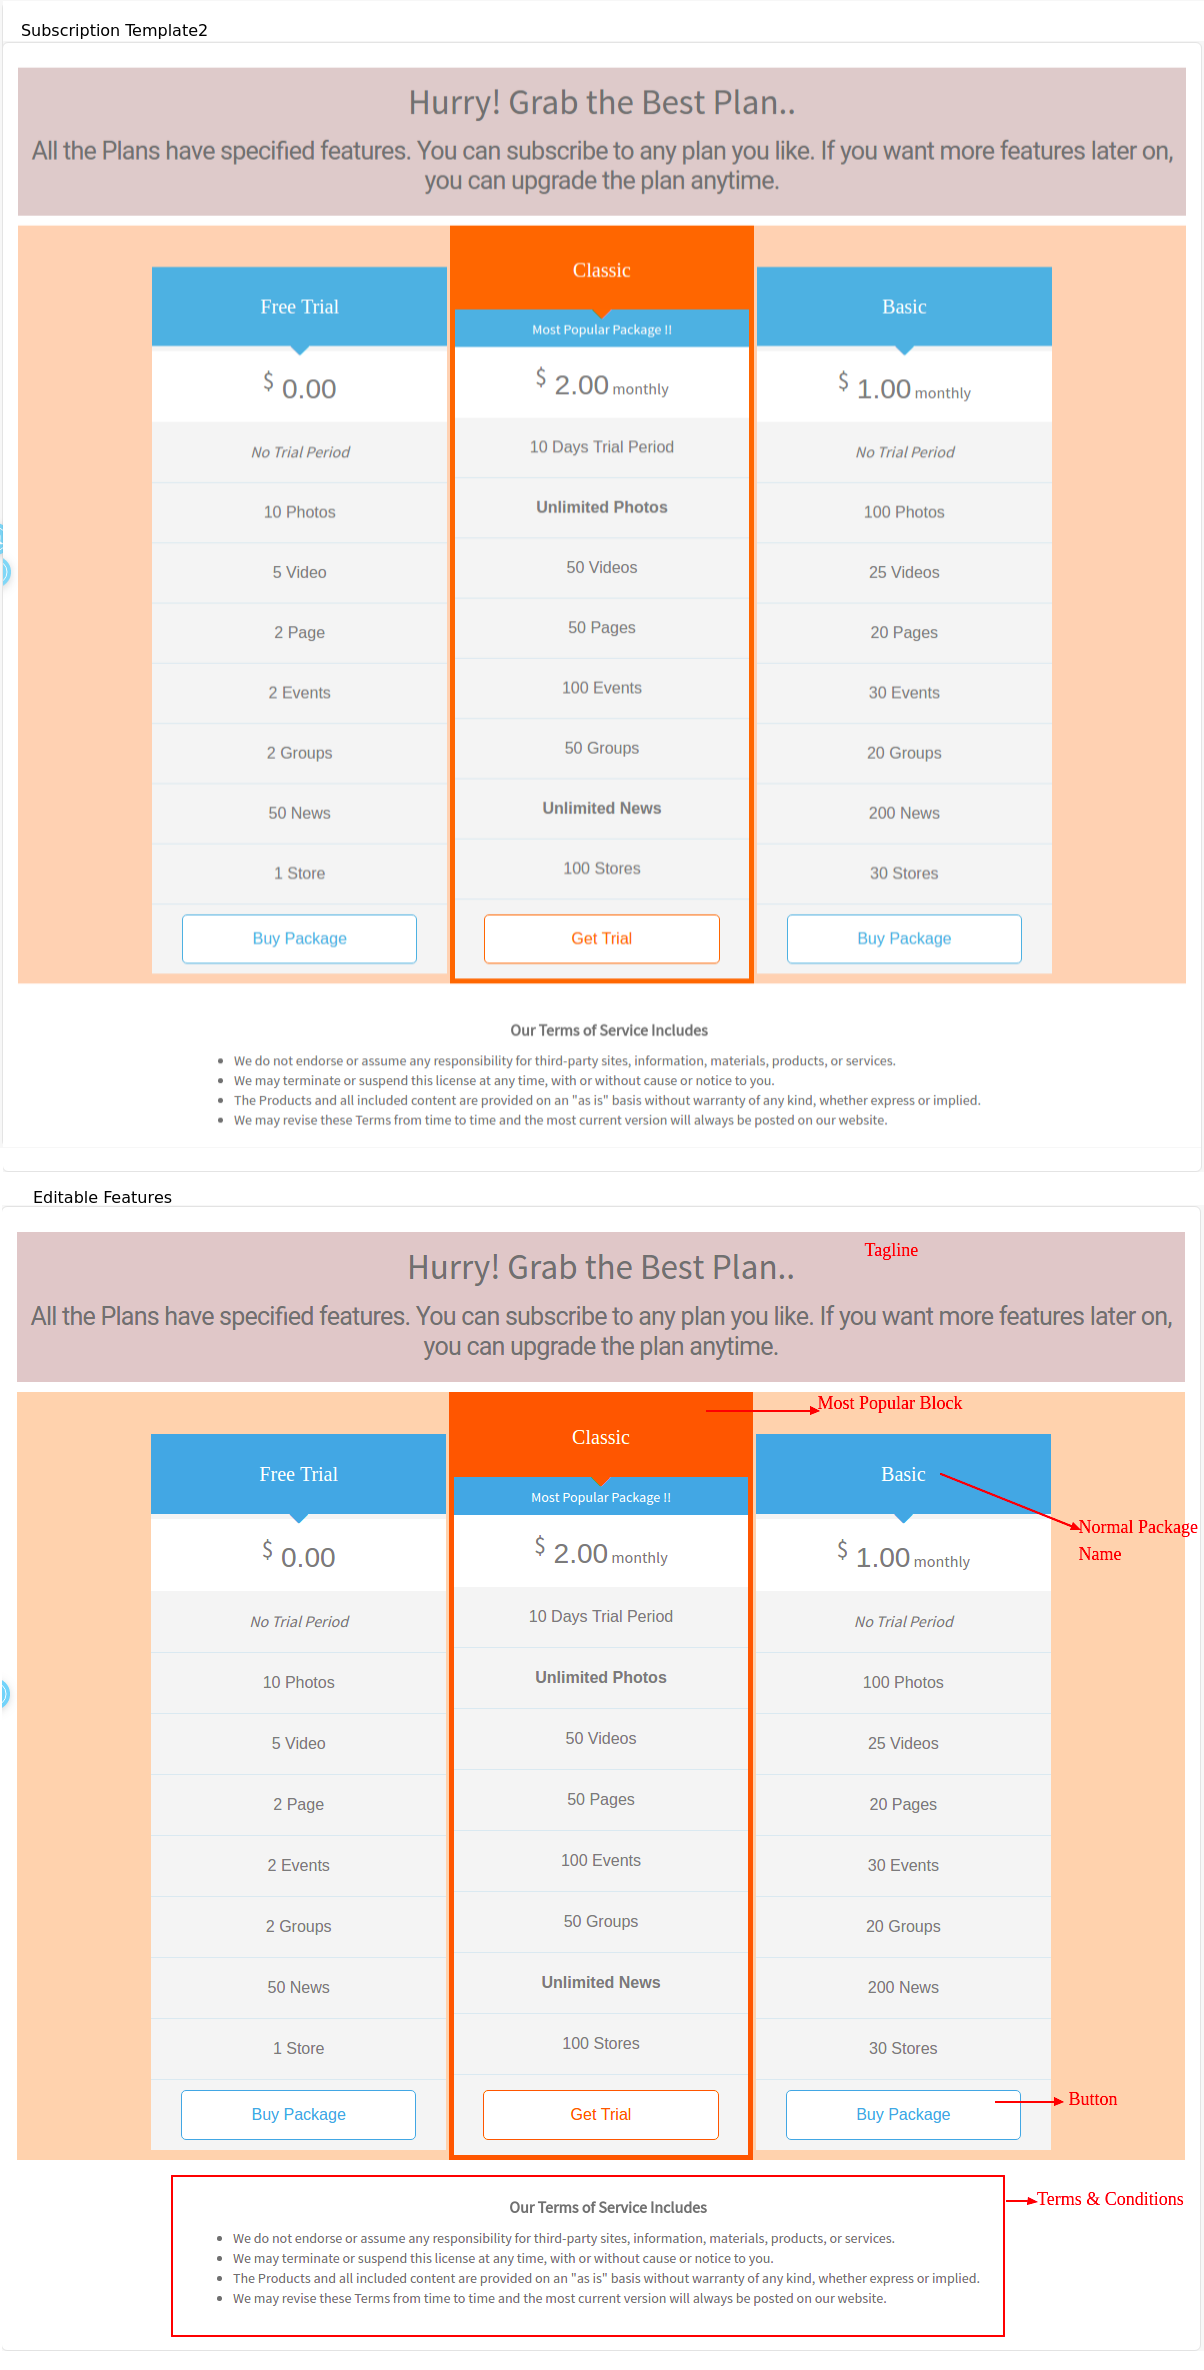 Subscription Template2
Hurry! Grab the Best Plan..
All the Plans have specified features. You can subscribe to any plan you like. If you want more features later on,
you can upgrade the plan anytime.
Free Trial
$ 0.00
No Trial Period
10 Photos
5 Video
2 Page
2 Events
2 Groups
50 News
1 Store
Buy Package
Classic
Most Popular Package !!
$ 2.00 monthly
10 Days Trial Period
Unlimited Photos
50 Videos
50 Pages
100 Events
50 Groups
Unlimited News
100 Stores
Get Trial
Basic
$ 1.00 monthly
No Trial Period
100 Photos
25 Videos
20 Pages
30 Events
20 Groups
200 News
30 Stores
Buy Package
Our Terms of Service Includes
• We do not endorse or assume any responsibility for third-party sites, information, materials, products, or services.
• We may terminate or suspend this license at any time, with or without cause or notice to you.
• The Products and all included content are provided on an "as is" basis without warranty of any kind, whether express or implied.
• We may revise these Terms from time to time and the most current version will always be posted on our website.
Editable Features
Tagline
Hurry! Grab the Best Plan..
All the Plans have specified features. You can subscribe to any plan you like. If you want more features later on,
you can upgrade the plan anytime.
Most Popular Block
Free Trial
$ 0.00
No Trial Period
10 Photos
5 Video
2 Page
2 Events
2 Groups
50 News
1 Store
Buy Package
Classic
Most Popular Package !!
$ 2.00 monthly
10 Days Trial Period
Unlimited Photos
50 Videos
50 Pages
100 Events
50 Groups
Unlimited News
100 Stores
Get Trial
Basic
$ 1.00 monthly
No Trial Period
100 Photos
25 Videos
20 Pages
30 Events
20 Groups
200 News
30 Stores
Buy Package
Normal Package
Name
Button
Terms & Conditions
Our Terms of Service Includes
• We do not endorse or assume any responsibility for third-party sites, information, materials, products, or services.
• We may terminate or suspend this license at any time, with or without cause or notice to you.
• The Products and all included content are provided on an "as is" basis without warranty of any kind, whether express or implied.
• We may revise these Terms from time to time and the most current version will always be posted on our website.